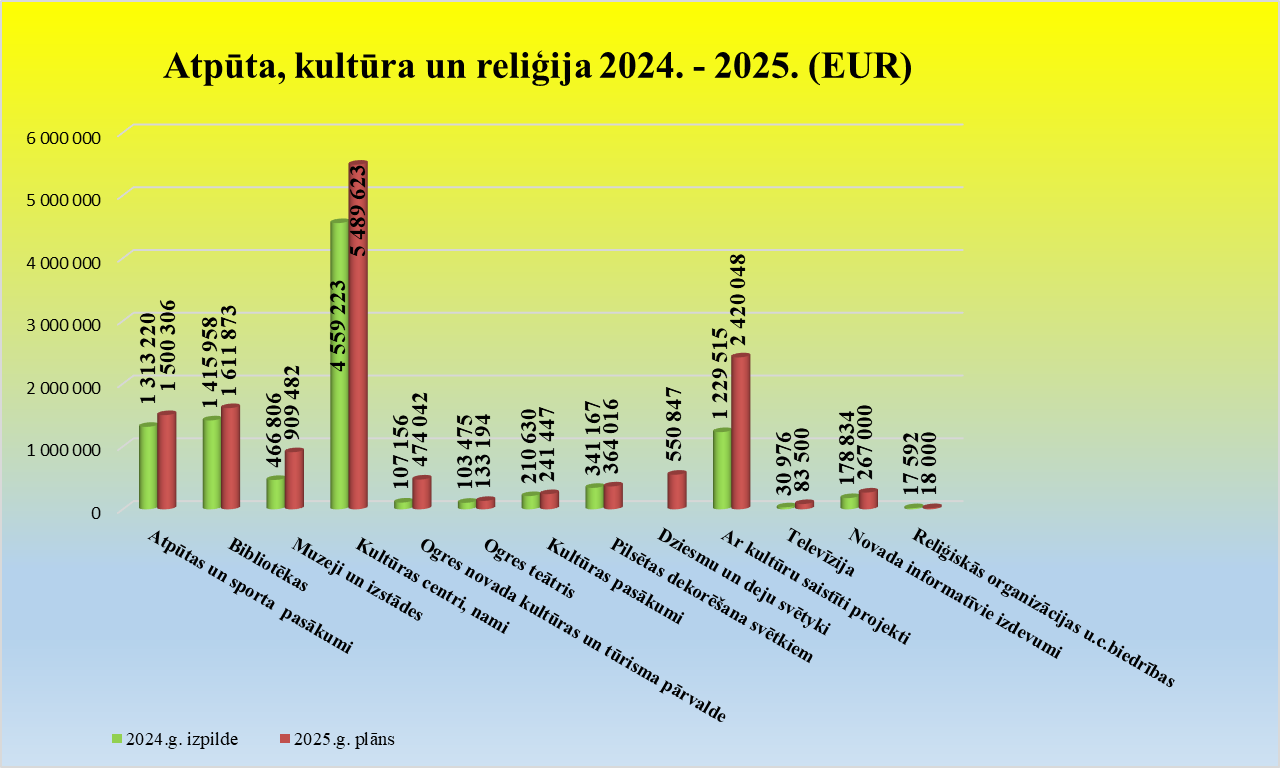 Atpūta, kultūra un reliģija 2024. - 2025. (EUR)
6 000 000
5 000 000
4 000 000
3 000 000
2 000 000
1 000 000
0
1 313 220
1 500 306
1 415 958
1 611 873
466 806
909 482
4 559 223
5 489 623
107 156
474 042
103 475
133 194
210 630
241 447
341 167
364 016
550 847
1 229 515
2 420 048
30 976
83 500
178 834
267 000
17 592
18 000
Atpūtas un sporta  pasākumi
Bibliotēkas
Muzeji un izstādes
Kultūras centri, nami
Ogres novada kultūras un tūrisma pārvalde
Ogres teātris
Kultūras pasākumi
Pilsētas dekorēšana svētkiem
Dziesmu un deju svētyki
Ar kultūru saistīti projekti
Televīzija
Novada informatīvie izdevumi
Reliģiskās organizācijas u.c.biedrības
2024.g. izpilde
2025.g. plāns